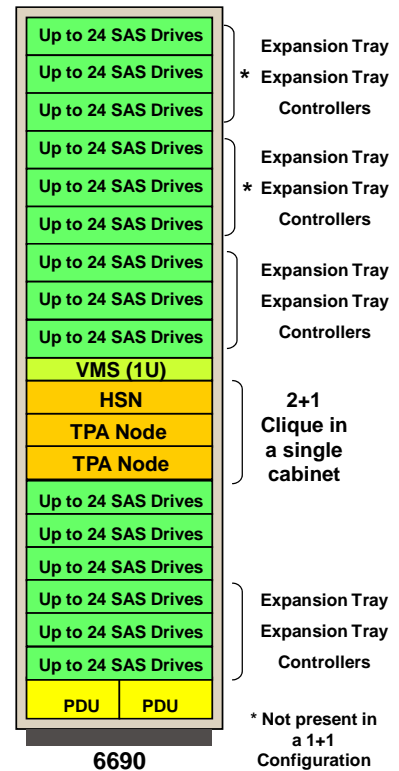 Up to 24 SAS Drives
Up to 24 SAS Drives
Up to 24 SAS Drives
Expansion Tray
* Expansion Tray
Controllers
Up to 24 SAS Drives
Up to 24 SAS Drives
Up to 24 SAS Drives
Expansion Tray
* Expansion Tray
Controllers
Up to 24 SAS Drives
Up to 24 SAS Drives
Up to 24 SAS Drives
Expansion Tray
Expansion Tray
Controllers
VMS (1U)
HSN
TPA Node
TPA Node
2+1
Clique in
a single
cabinet
Up to 24 SAS Drives
Up to 24 SAS Drives
Up to 24 SAS Drives
Up to 24 SAS Drives
Up to 24 SAS Drives
Up to 24 SAS Drives
Expansion Tray
Expansion Tray
Controllers
PDU PDU
6690
* Not present in
a 1+1
Configuration